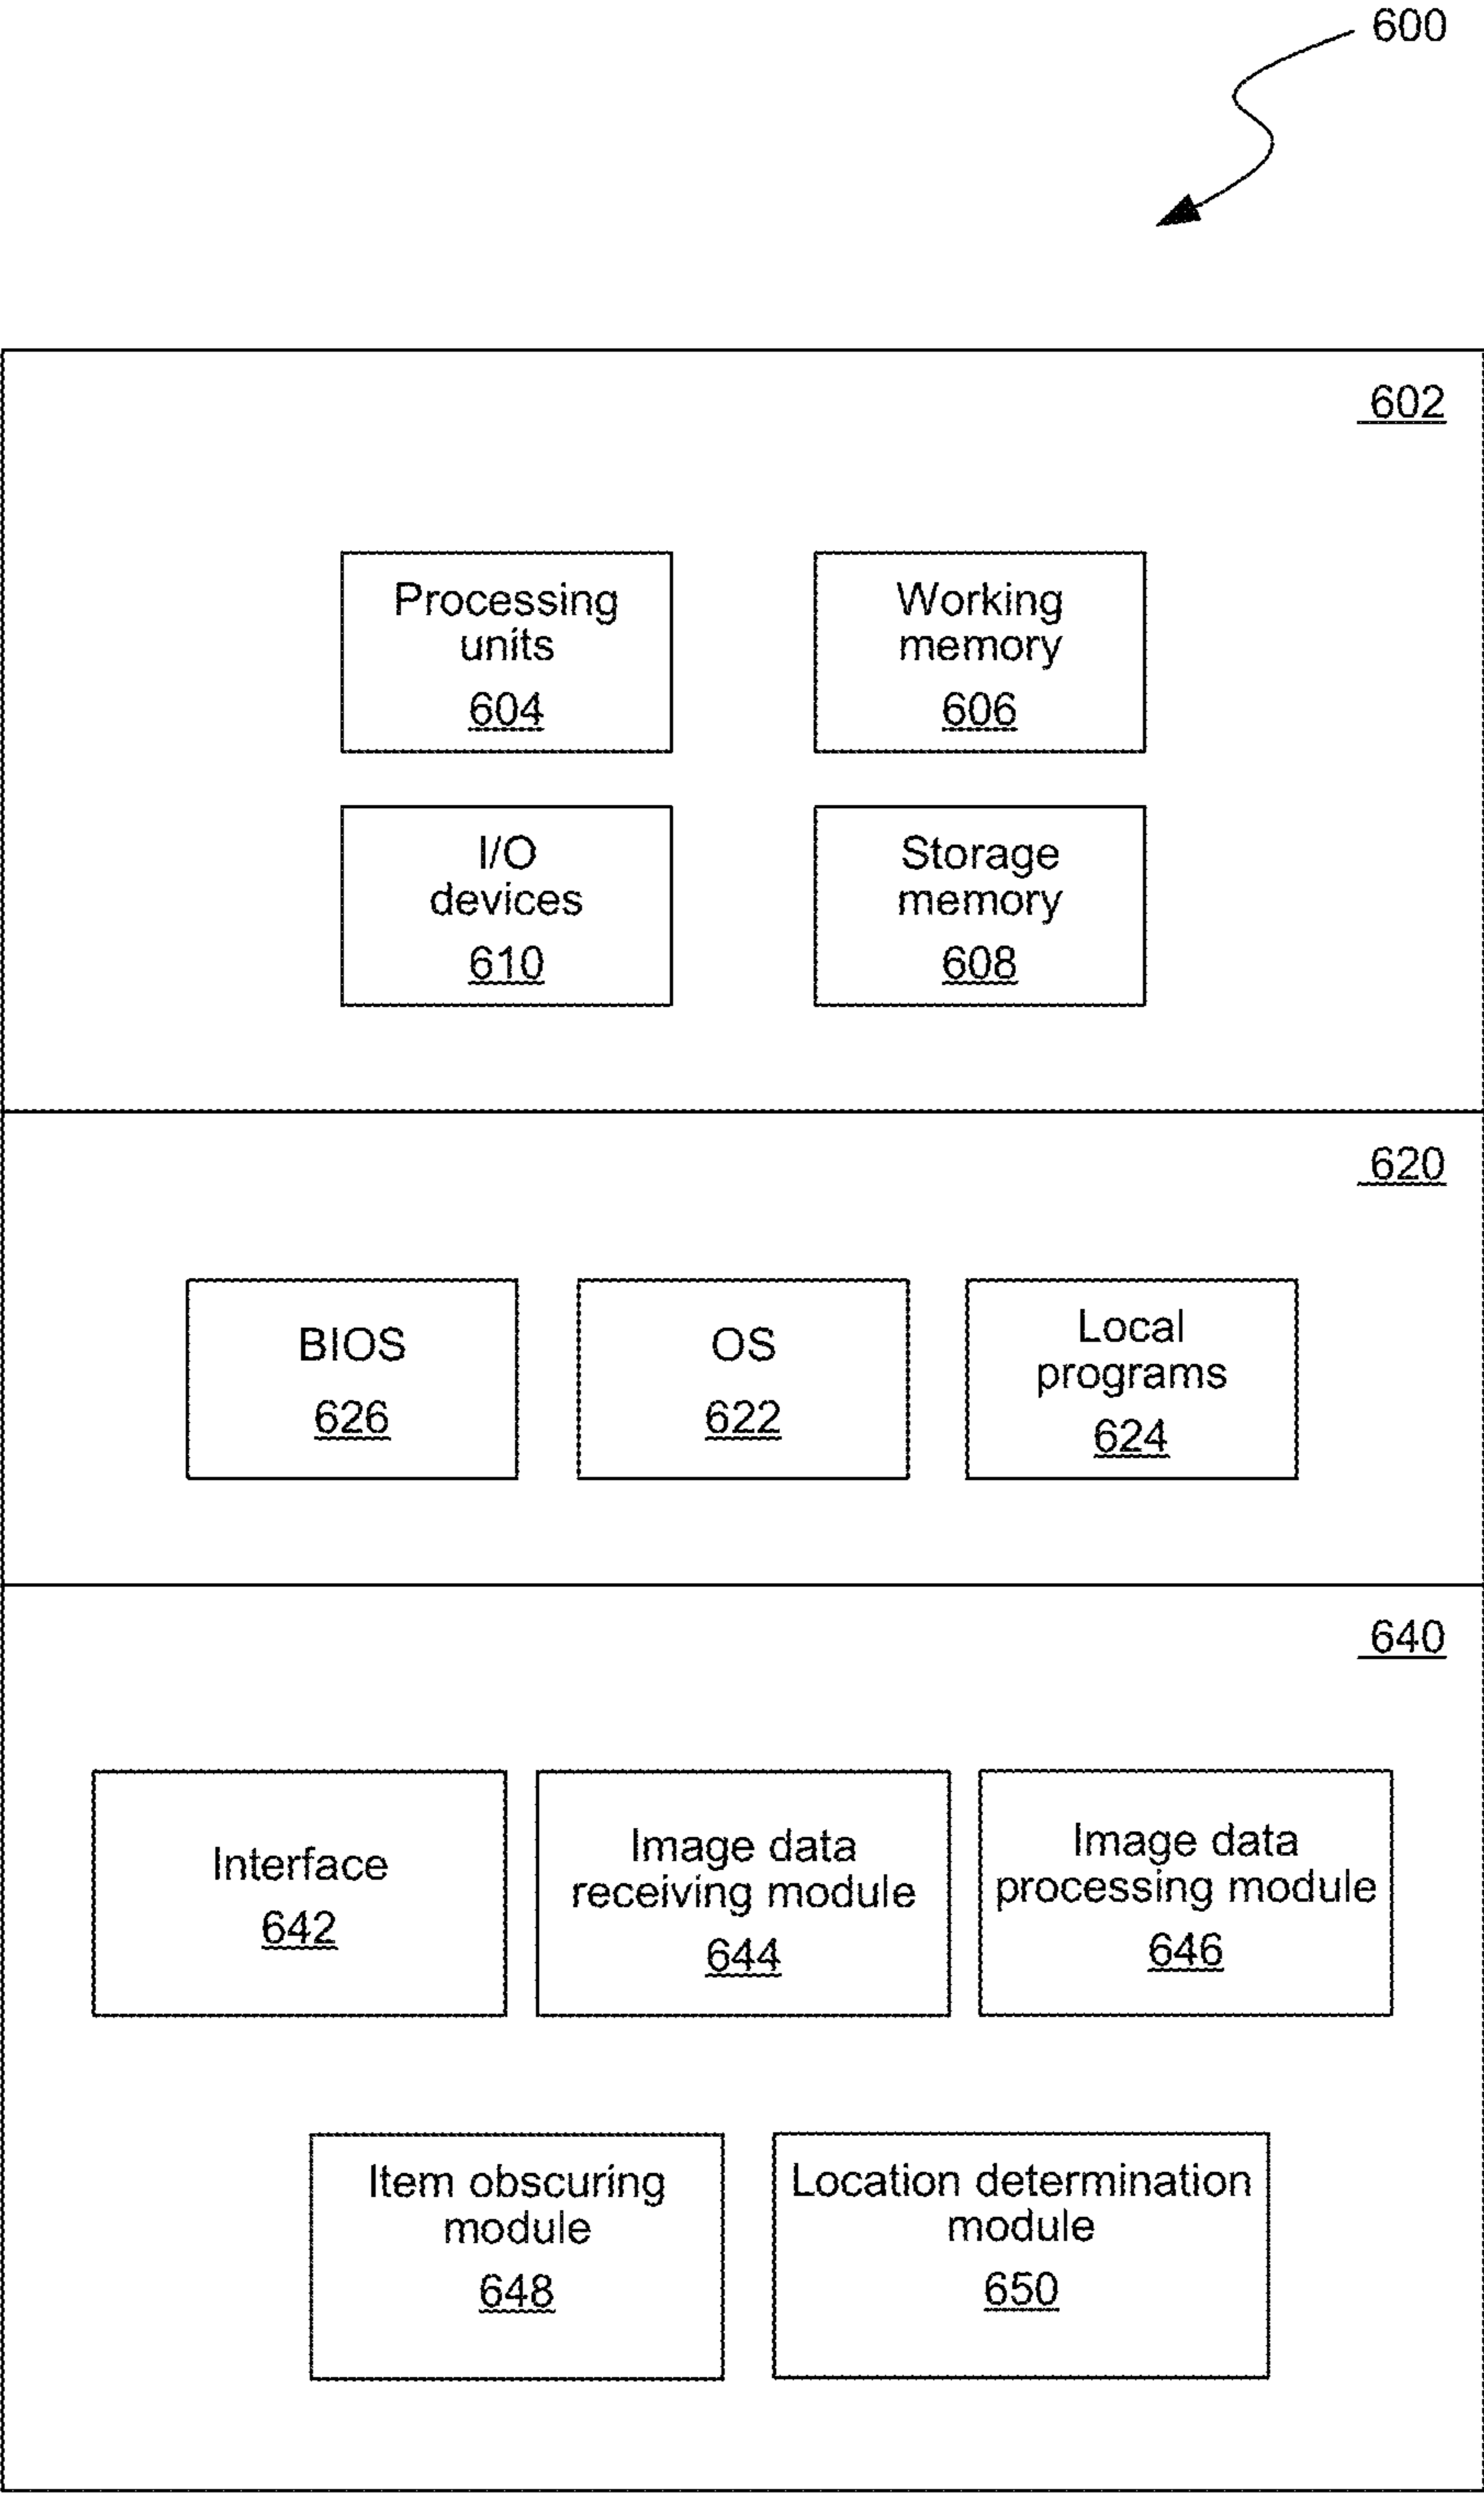 600
602
Processing
units
604
Working
memory
606
I/O
devices
610
Storage
memory
608
620
BIOS
626
OS
622
Local
programs
624
640
Interface
642
Image data
receiving module
644
Image data
processing module
646
Item obscuring
module
648
Location determination
module
650